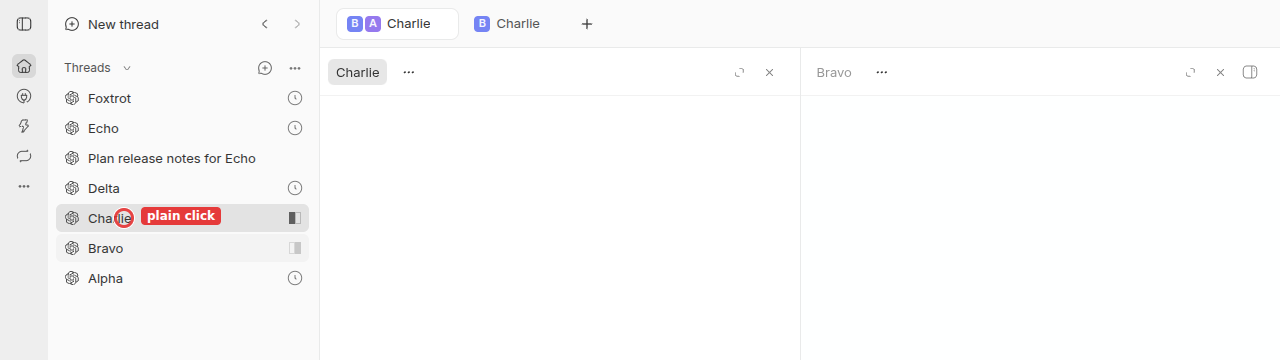 New thread
B A Charlie
B Charlie
Threads
Charlie
Bravo
Foxtrot
Echo
Plan release notes for Echo
Delta
Charlie
plain click
Bravo
Alpha